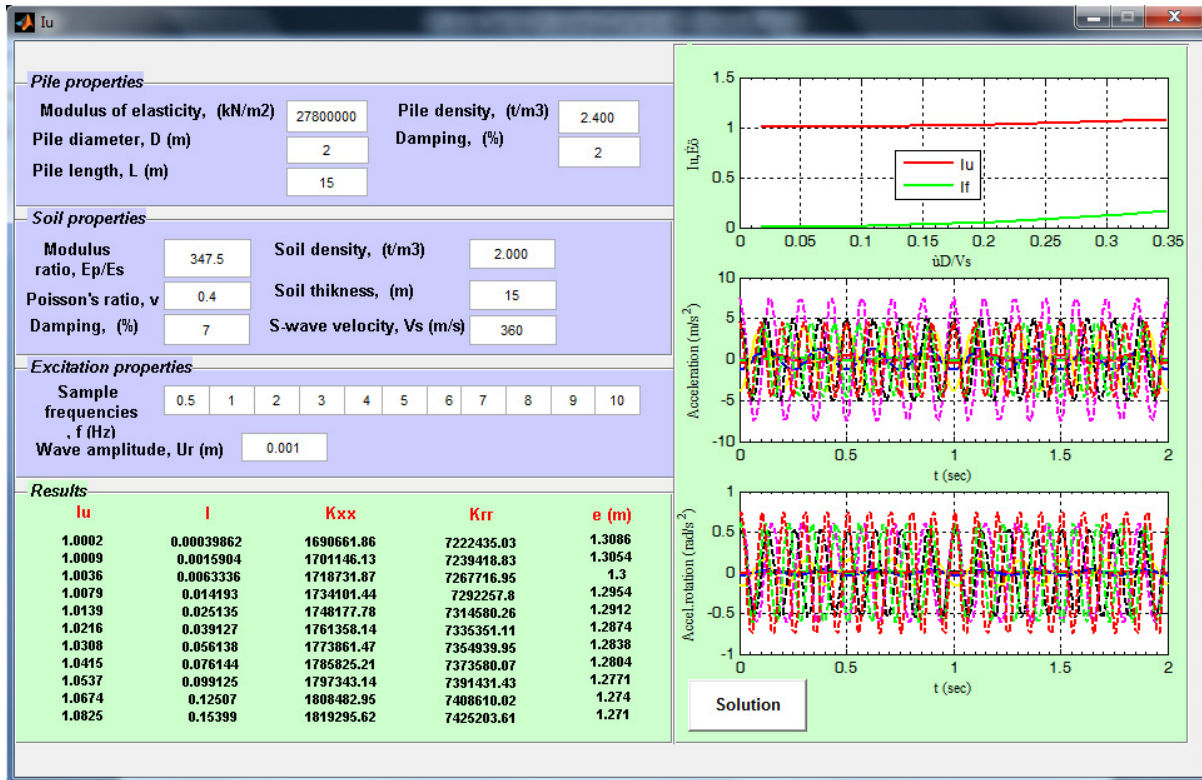 Iu
Pile properties
Modulus of elasticity, (kN/m2) 27800000 Pile density, (t/m3) 2.400
Pile diameter, D (m) 2 Damping, (%) 2
Pile length, L (m) 15
Soil properties
Modulus
ratio, Ep/Es 347.5 Soil density, (t/m3) 2.000
Poisson's ratio, v 0.4 Soil thikness, (m) 15
Damping, (%) 7 S-wave velocity, Vs (m/s) 360
Excitation properties
Sample
frequencies
, f (Hz)
0.5 1 2 3 4 5 6 7 8 9 10
Wave amplitude, Ur (m) 0.001
Results
Iu I Kxx Krr e (m)
1.0002 0.00039862 1690661.86 7222435.03 1.3086
1.0009 0.0015904 1701146.13 7239418.83 1.3054
1.0036 0.0063336 1718731.87 7267716.95 1.3
1.0079 0.014193 1734101.44 7292257.8 1.2954
1.0139 0.025135 1748177.78 7314580.26 1.2912
1.0216 0.039127 1761358.14 7335351.11 1.2874
1.0308 0.056138 1773861.47 7354939.95 1.2838
1.0415 0.076144 1785825.21 7373580.07 1.2804
1.0537 0.099125 1797343.14 7391431.43 1.2771
1.0674 0.12507 1808482.95 7408610.02 1.274
1.0825 0.15399 1819295.62 7425203.61 1.271
Iu,Èö
1.5
1
0.5
0
Iu
If
0 0.05 0.1 0.15 0.2 0.25 0.3 0.35
ùD/Vs
Acceleration (m/s²)
10
5
0
-5
-10
0 0.5 1 1.5 2
t (sec)
Accel.rotation (rad/s²)
1
0.5
0
-0.5
-1
0 0.5 1 1.5 2
t (sec)
Solution